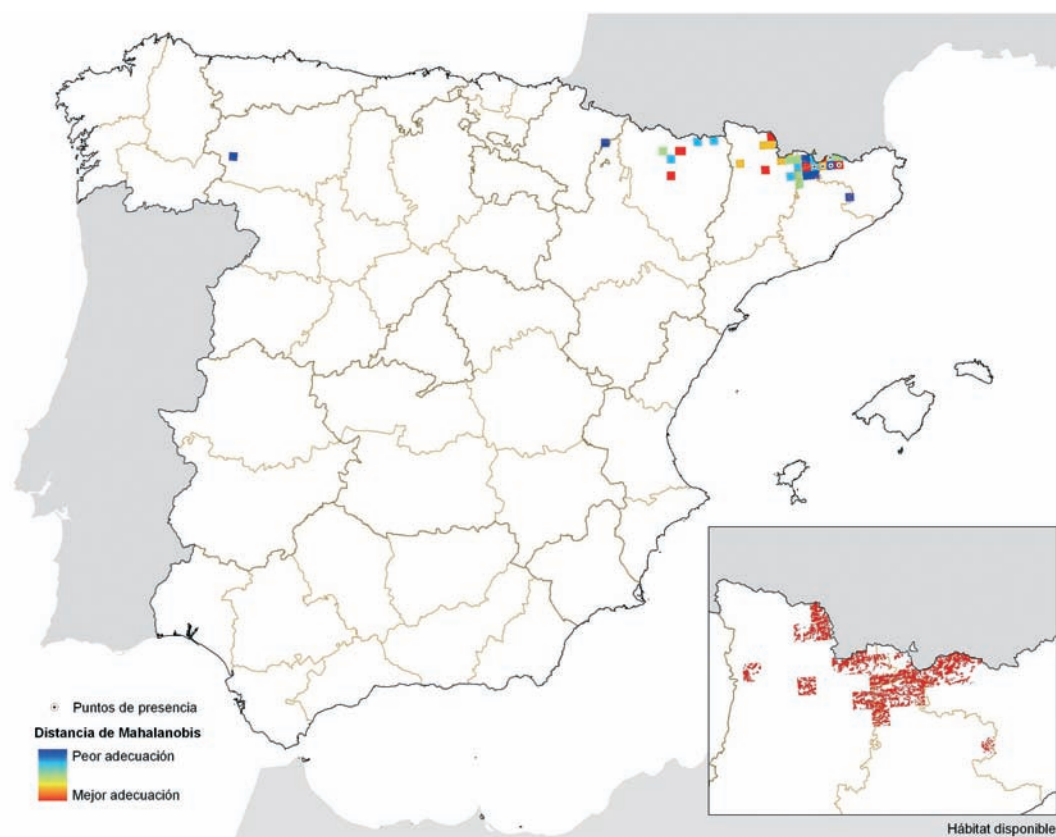 Puntos de presencia
Distancia de Mahalanobis
Peor adecuación
Mejor adecuación
Hábitat disponible